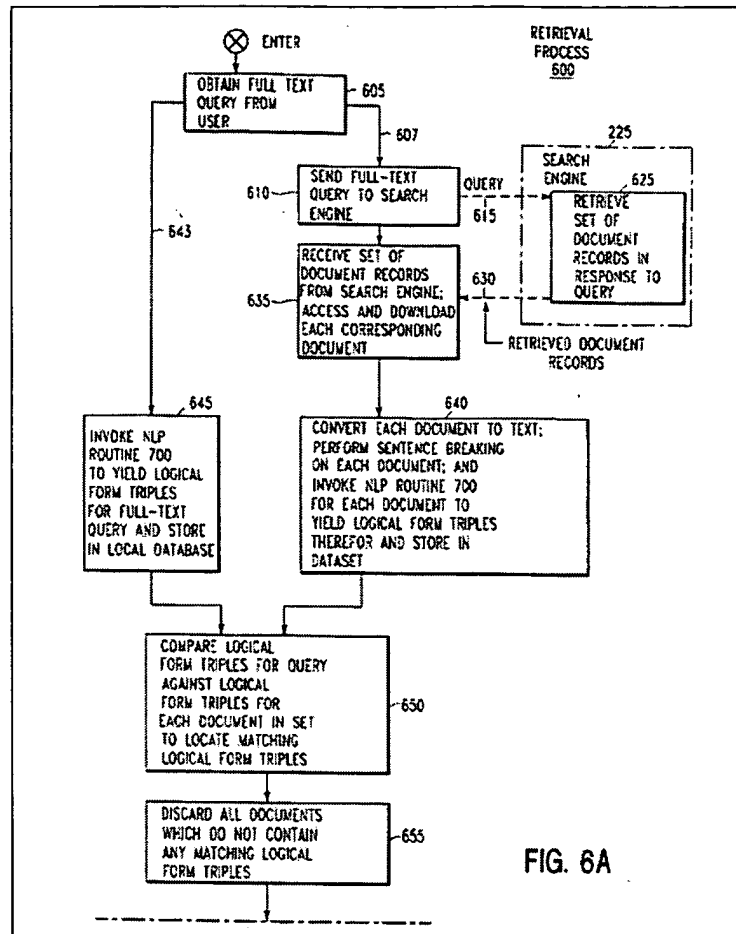 ENTER
RETRIEVAL
PROCESS
600
OBTAIN FULL TEXT
QUERY FROM
USER
605
607
643
610
SEND FULL-TEXT
QUERY TO SEARCH
ENGINE
QUERY
615
225
SEARCH
ENGINE
625
RETRIEVE
SET OF
DOCUMENT
RECORDS IN
RESPONSE TO
QUERY
635
RECEIVE SET OF
DOCUMENT RECORDS
FROM SEARCH ENGINE;
ACCESS AND DOWNLOAD
EACH CORRESPONDING
DOCUMENT
630
RETRIEVED DOCUMENT
RECORDS
645
INVOKE NLP
ROUTINE 700
TO YIELD LOGICAL
FORM TRIPLES
FOR FULL-TEXT
QUERY AND STORE
IN LOCAL DATABASE
640
CONVERT EACH DOCUMENT TO TEXT;
PERFORM SENTENCE BREAKING
ON EACH DOCUMENT; AND
INVOKE NLP ROUTINE 700
FOR EACH DOCUMENT TO
YIELD LOGICAL FORM TRIPLES
THEREFOR AND STORE IN
DATASET
COMPARE LOGICAL
FORM TRIPLES FOR QUERY
AGAINST LOGICAL
FORM TRIPLES FOR
EACH DOCUMENT IN SET
TO LOCATE MATCHING
LOGICAL FORM TRIPLES
650
DISCARD ALL DOCUMENTS
WHICH DO NOT CONTAIN
ANY MATCHING LOGICAL
FORM TRIPLES
655
FIG. 6A